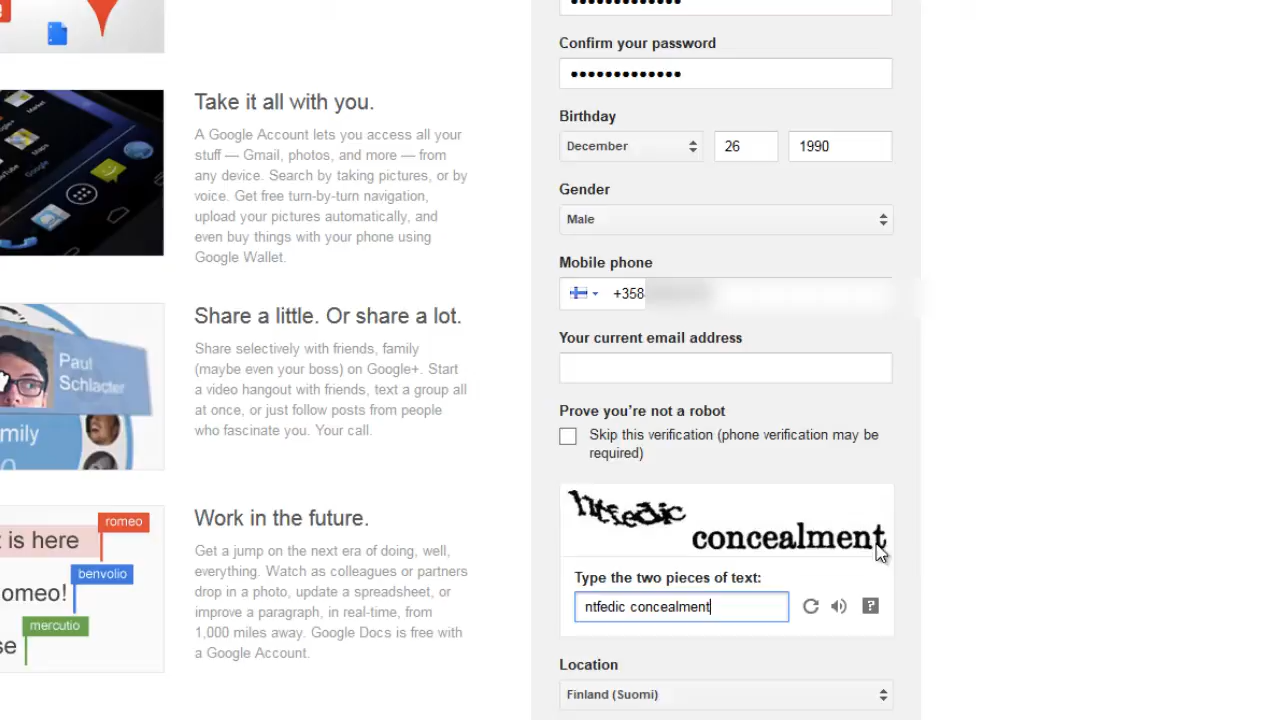 Confirm your password
•••••••••••••
Take it all with you.
A Google Account lets you access all your
stuff — Gmail, photos, and more — from
any device. Search by taking pictures, or by
voice. Get free turn-by-turn navigation,
upload your pictures automatically, and
even buy things with your phone using
Google Wallet.
Market
Maps
Google
Birthday
December 26 1990
Gender
Male
Mobile phone
+358
Share a little. Or share a lot.
Share selectively with friends, family
(maybe even your boss) on Google+. Start
a video hangout with friends, text a group all
at once, or just follow posts from people
who fascinate you. Your call.
Paul
Schlacter
mily
Your current email address
Prove you’re not a robot
Skip this verification (phone verification may be
required)
concealment
Type the two pieces of text:
ntfedic concealment
?
Work in the future.
Get a jump on the next era of doing, well,
everything. Watch as colleagues or partners
drop in a photo, update a spreadsheet, or
improve a paragraph, in real-time, from
1,000 miles away. Google Docs is free with
a Google Account.
romeo
t is here
benvolio
omeo!
mercutio
se
Location
Finland (Suomi)